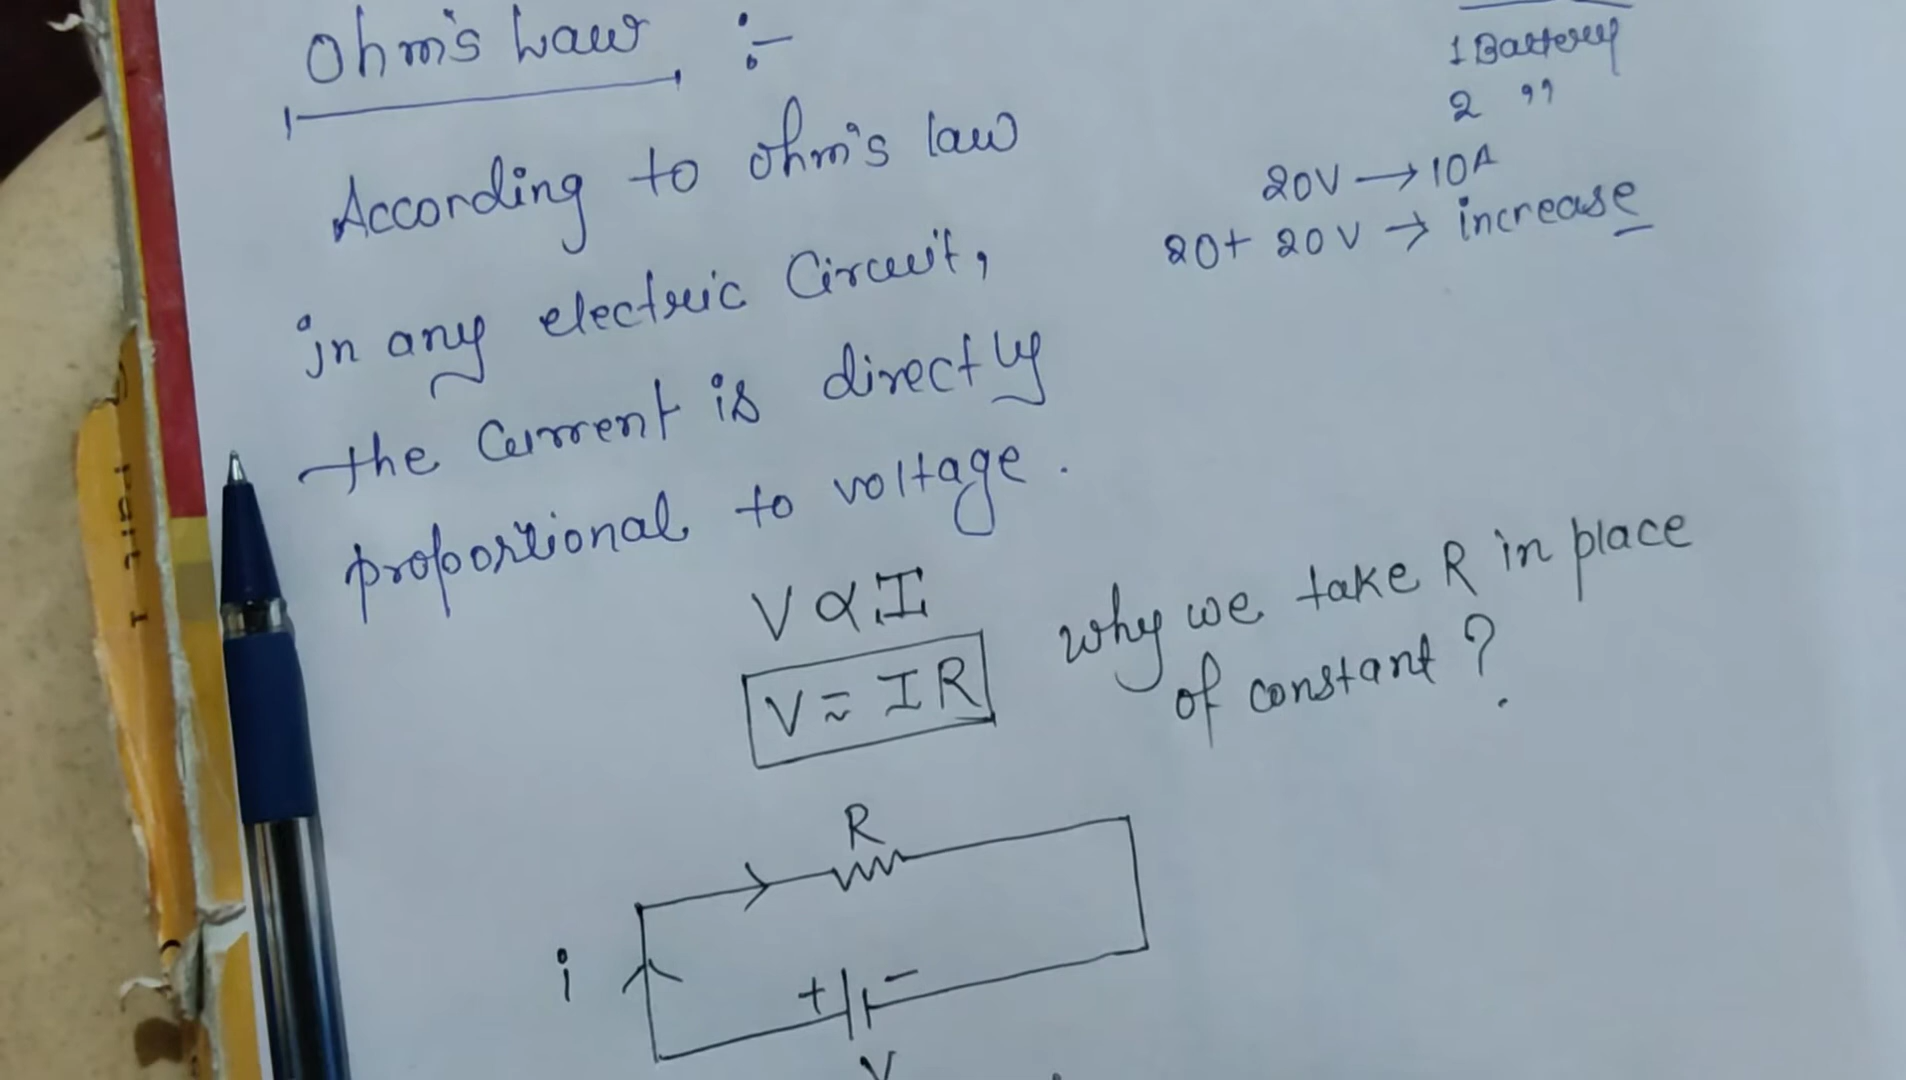 Ohm's Law :-
1 Battery
2 "
According to ohm's law
20V → 10A
20 + 20V → increase
in any electric Circuit,
the Current is directly
proportional to voltage.
V ∝ I
V = IR
why we take R in place
of constant ?
R
i
+ -
V